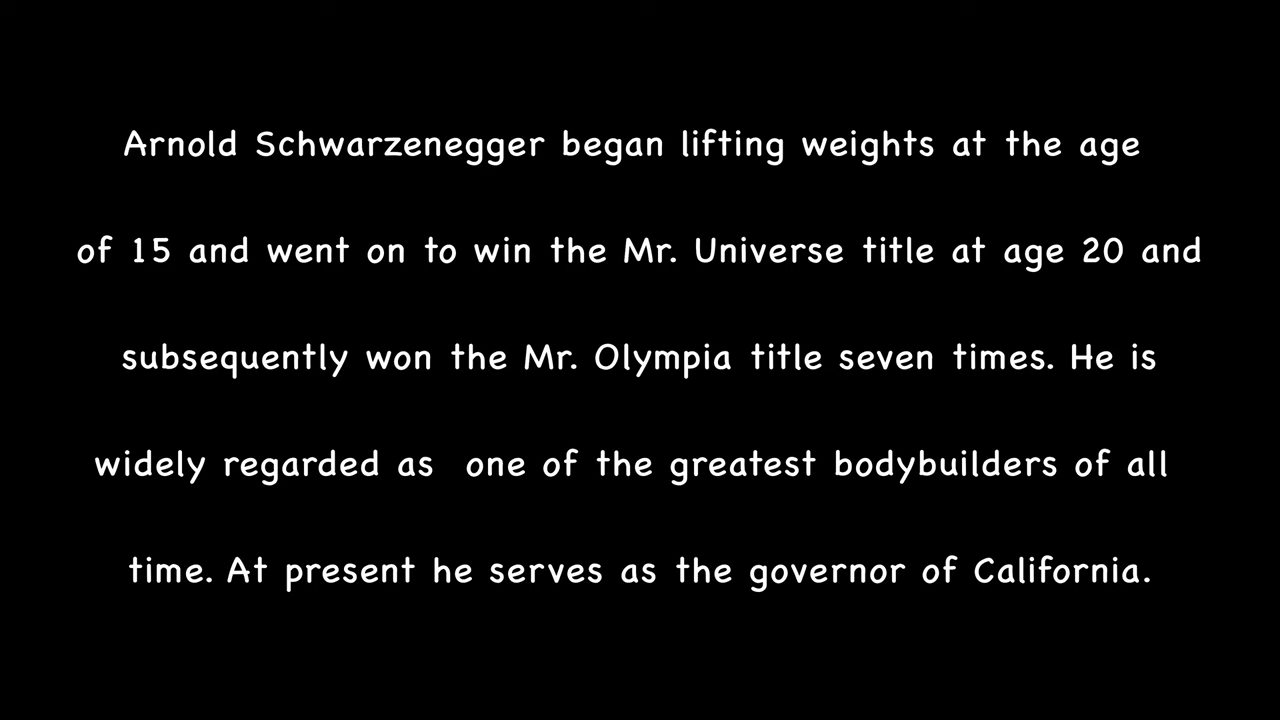 Arnold Schwarzenegger began lifting weights at the age
of 15 and went on to win the Mr. Universe title at age 20 and
subsequently won the Mr. Olympia title seven times. He is
widely regarded as  one of the greatest bodybuilders of all
time. At present he serves as the governor of California.